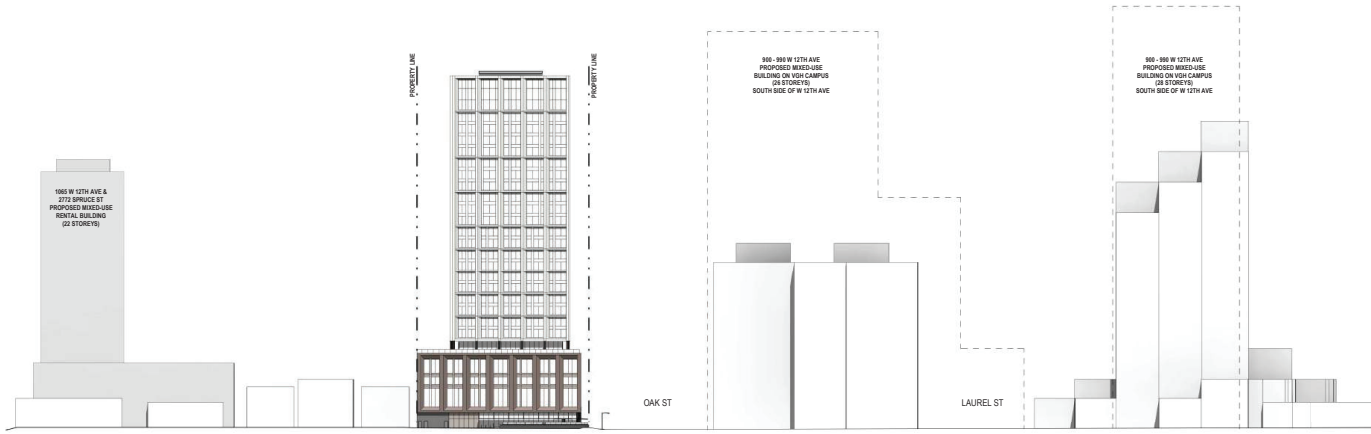 1065 W 12TH AVE &
2772 SPRUCE ST
PROPOSED MIXED-USE
RENTAL BUILDING
(22 STOREYS)
PROPERTY LINE
PROPERTY LINE
900 - 990 W 12TH AVE
PROPOSED MIXED-USE
BUILDING ON VGH CAMPUS
(26 STOREYS)
SOUTH SIDE OF W 12TH AVE
900 - 990 W 12TH AVE
PROPOSED MIXED-USE
BUILDING ON VGH CAMPUS
(28 STOREYS)
SOUTH SIDE OF W 12TH AVE
OAK ST
LAUREL ST